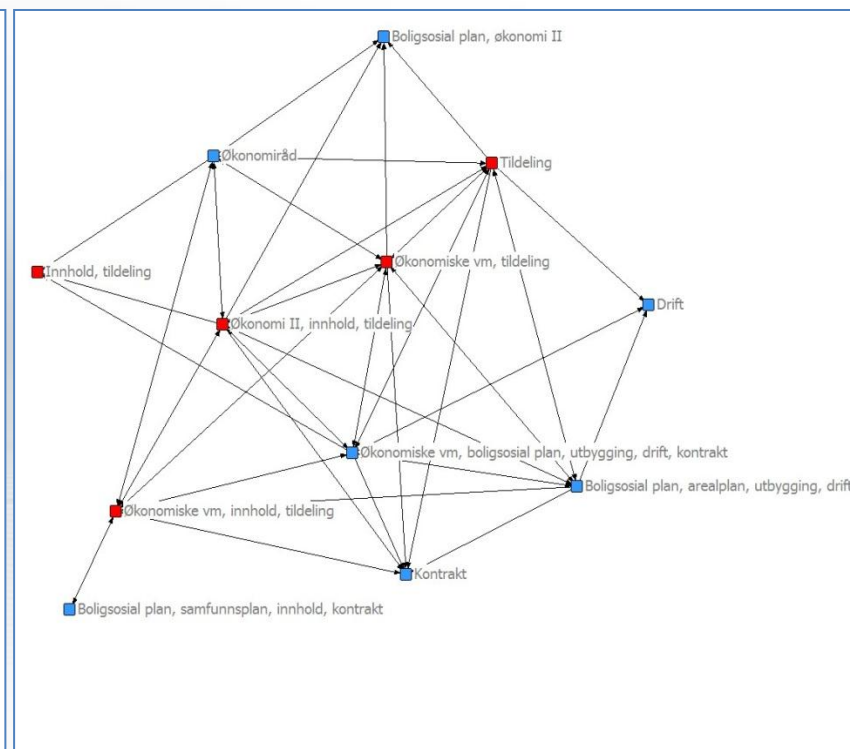 Boligsosial plan, økonomi II
Økonomiråd
Tildeling
Økonomiske vm, tildeling
Innhold, tildeling
Drift
Økonomi II, innhold, tildeling
Økonomiske vm, boligsosial plan, utbygging, drift, kontrakt
Boligsosial plan, arealplan, utbygging, drift
Økonomiske vm, innhold, tildeling
Kontrakt
Boligsosial plan, samfunnsplan, innhold, kontrakt